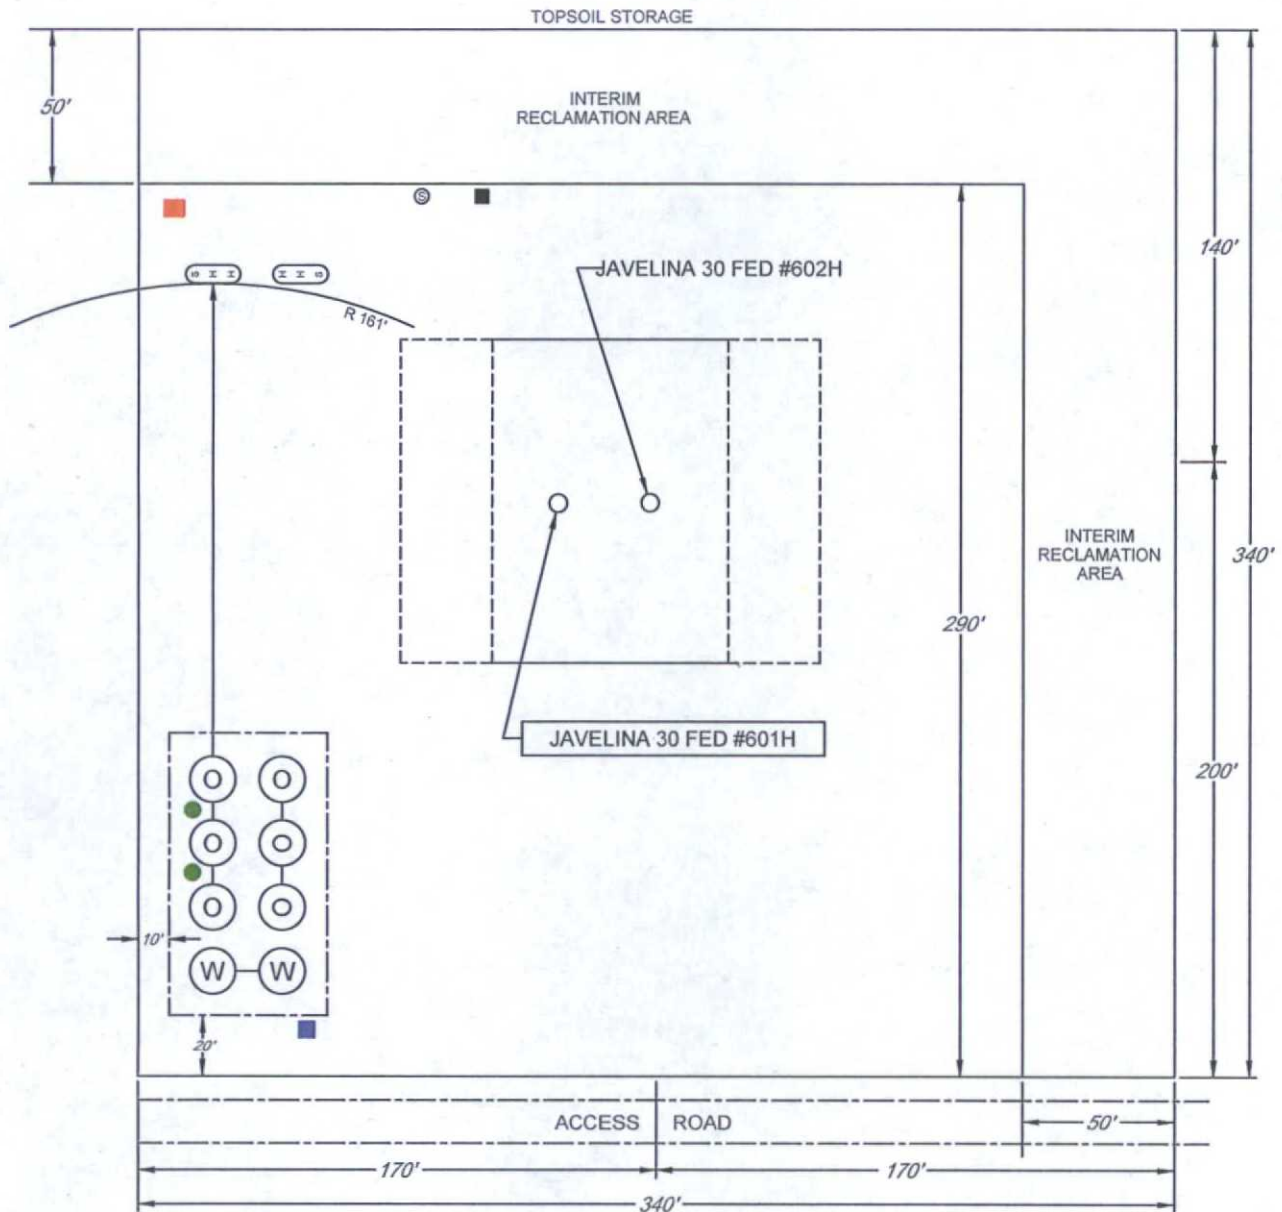 TOPSOIL STORAGE
50'
INTERIM
RECLAMATION AREA
S
140'
JAVELINA 30 FED #602H
S H H
H H S
R 161'
INTERIM
RECLAMATION
AREA
340'
290'
JAVELINA 30 FED #601H
200'
O O
O O
O O
10'
W W
20'
ACCESS ROAD
50'
170' 170'
340'